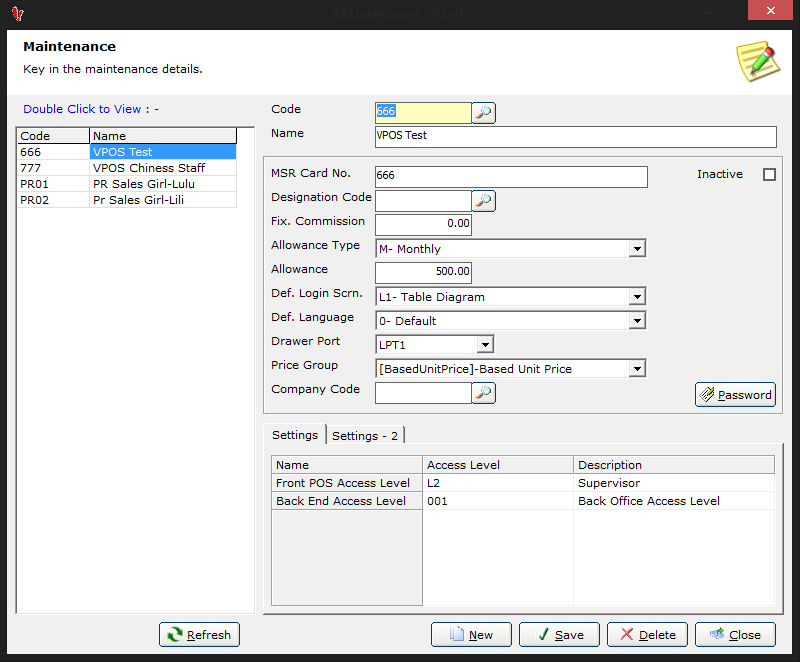 Maintenance - Staff
Maintenance
Key in the maintenance details.
Double Click to View : -
Code Name
666 VPOS Test
777 VPOS Chiness Staff
PR01 PR Sales Girl-Lulu
PR02 Pr Sales Girl-Lili
Code 666
Name VPOS Test
MSR Card No. 666 Inactive
Designation Code
Fix. Commission 0.00
Allowance Type M- Monthly
Allowance 500.00
Def. Login Scrn. L1- Table Diagram
Def. Language 0- Default
Drawer Port LPT1
Price Group [BasedUnitPrice]-Based Unit Price
Company Code
Password
Settings Settings - 2
Name Access Level Description
Front POS Access Level L2 Supervisor
Back End Access Level 001 Back Office Access Level
Refresh New Save Delete Close